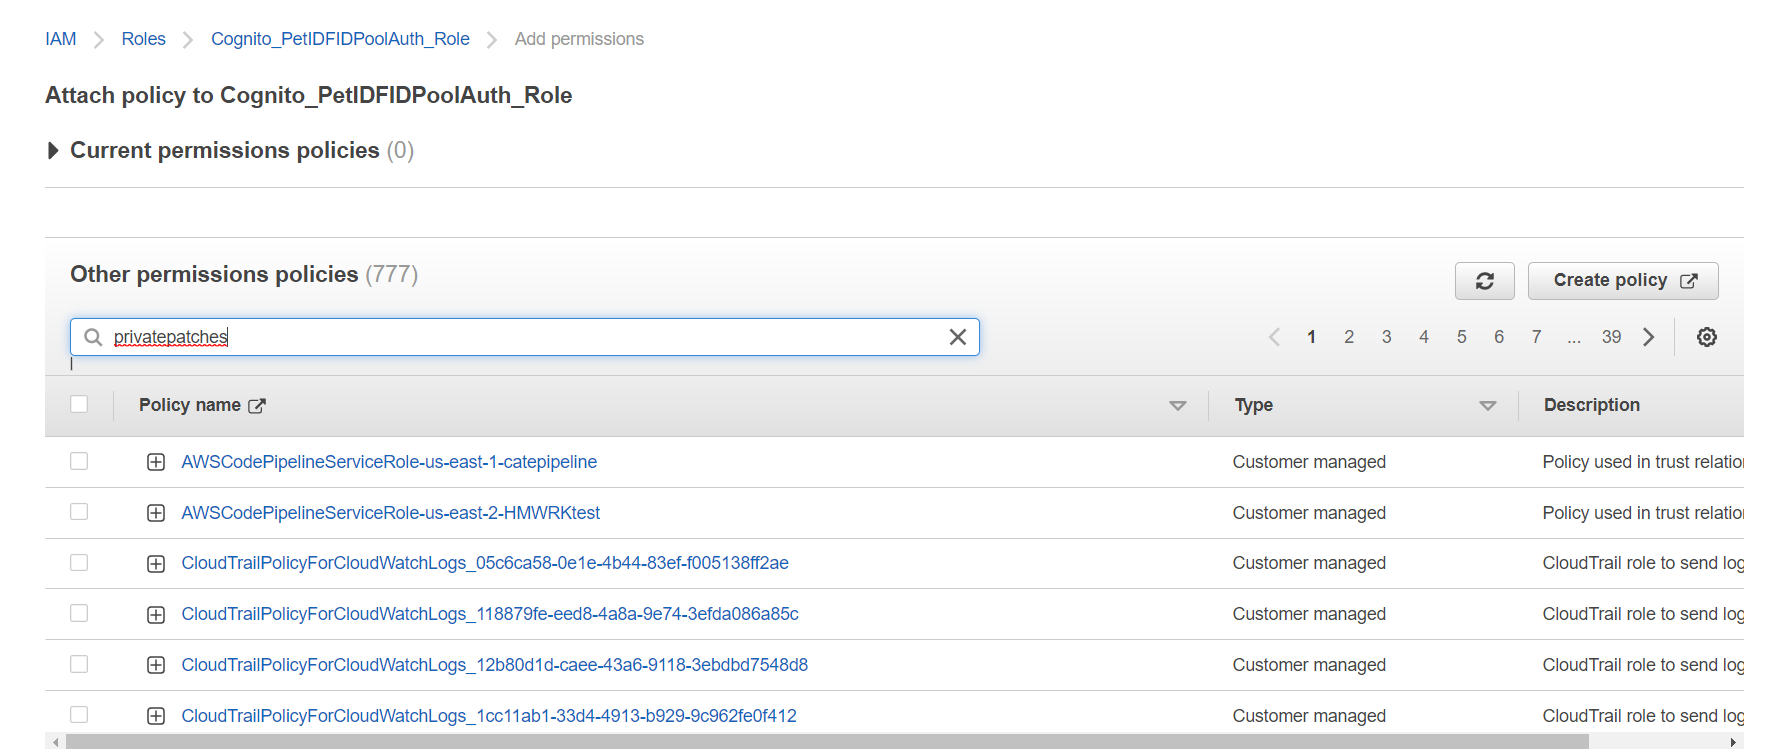 IAM Roles Cognito_PetIDFIDPoolAuth_Role Add permissions
Attach policy to Cognito_PetIDFIDPoolAuth_Role
Current permissions policies (0)
Other permissions policies (777)
Create policy
privatepatches
1 2 3 4 5 6 7 ... 39
Policy name Type Description
AWSCodePipelineServiceRole-us-east-1-catepipeline Customer managed Policy used in trust relatio
AWSCodePipelineServiceRole-us-east-2-HMWRKtest Customer managed Policy used in trust relatio
CloudTrailPolicyForCloudWatchLogs_05c6ca58-0e1e-4b44-83ef-f005138ff2ae Customer managed CloudTrail role to send log
CloudTrailPolicyForCloudWatchLogs_118879fe-eed8-4a8a-9e74-3efda086a85c Customer managed CloudTrail role to send log
CloudTrailPolicyForCloudWatchLogs_12b80d1d-caee-43a6-9118-3ebdbd7548d8 Customer managed CloudTrail role to send log
CloudTrailPolicyForCloudWatchLogs_1cc11ab1-33d4-4913-b929-9c962fe0f412 Customer managed CloudTrail role to send log